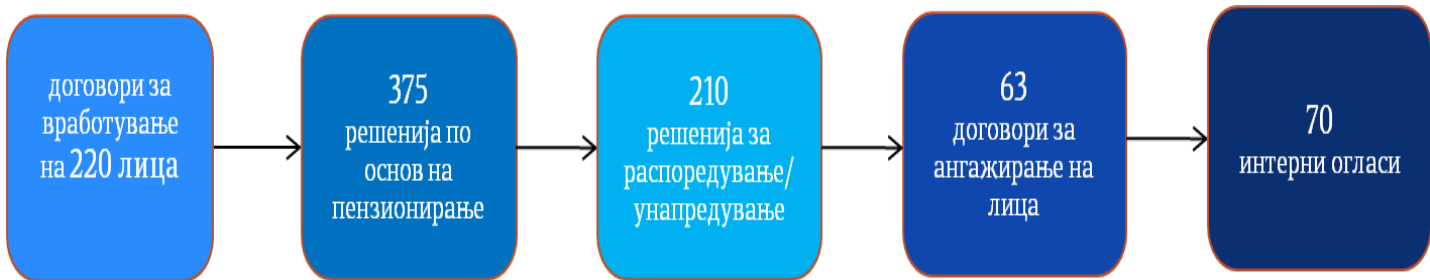 договори за
вработување
на 220 лица
375
решенија по
основ на
пензионирање
210
решенија за
распоредување/
унапредување
63
договори за
ангажирање на
лица
70
интерни огласи